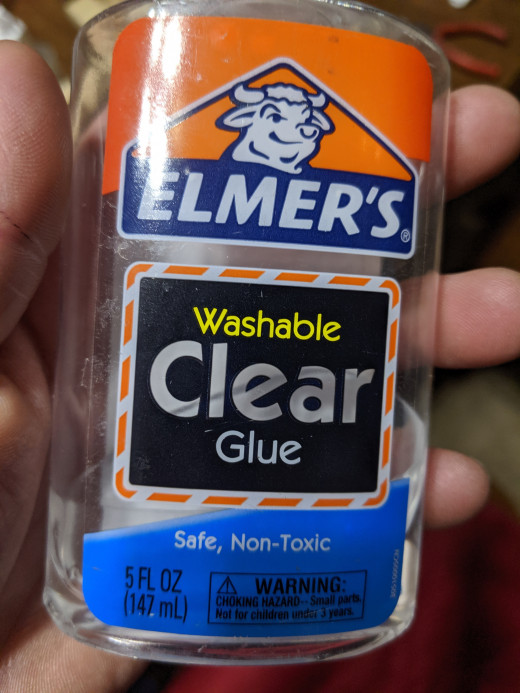 ELMER'S®
Washable
Clear
Glue
Safe, Non-Toxic
5 FL OZ
(147 mL)
WARNING:
CHOKING HAZARD--Small parts.
Not for children under 3 years.